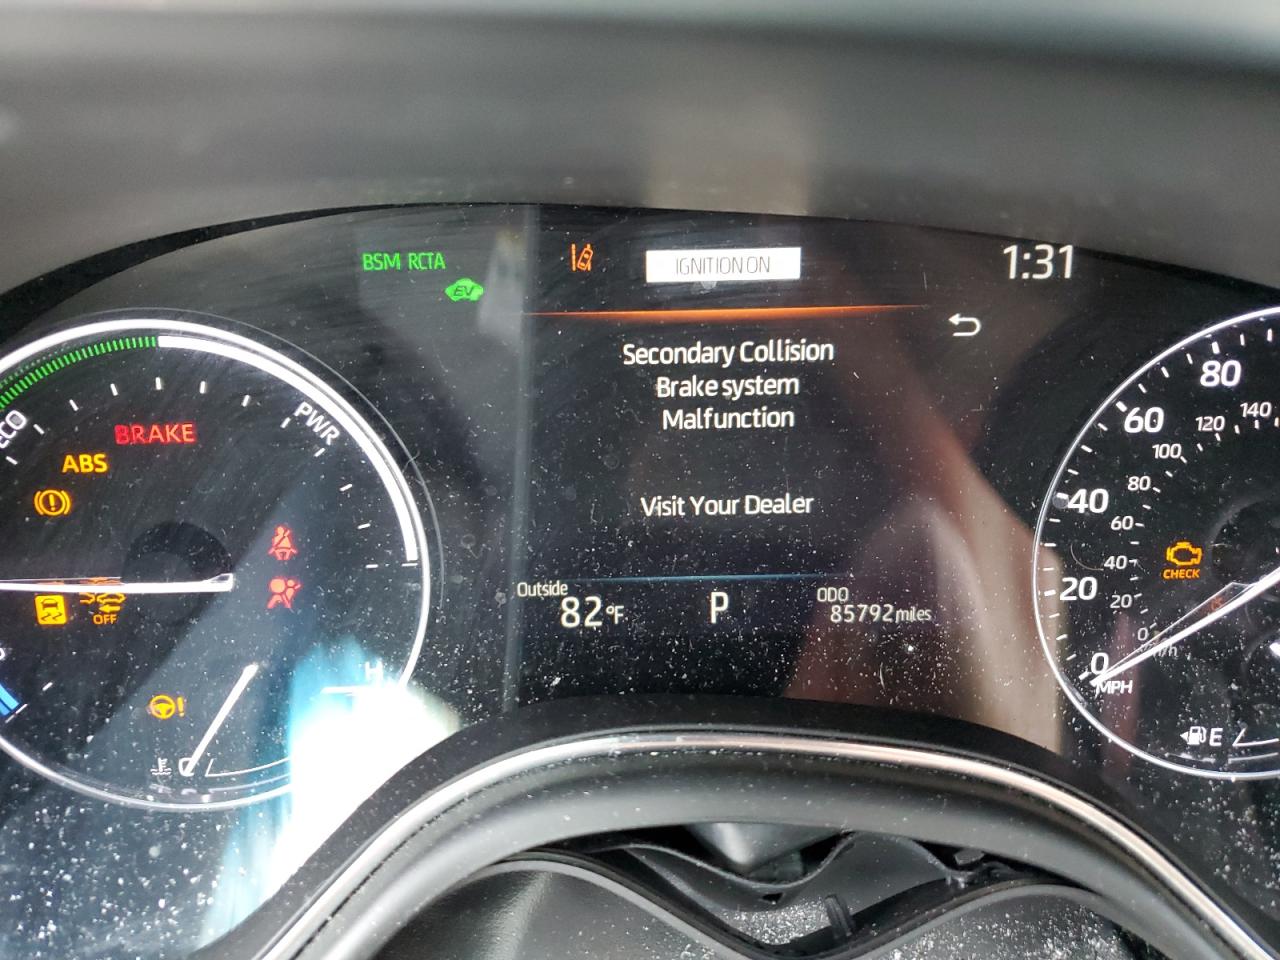 BSM RCTA
EV
IGNITION ON
1:31
Secondary Collision
Brake system
Malfunction
Visit Your Dealer
Outside
82°F
P
ODO
85792 miles
ECO
PWR
BRAKE
ABS
OFF
H
C
80
60
40
20
0
MPH
140
120
100
80
60
40
20
0
km/h
CHECK
E